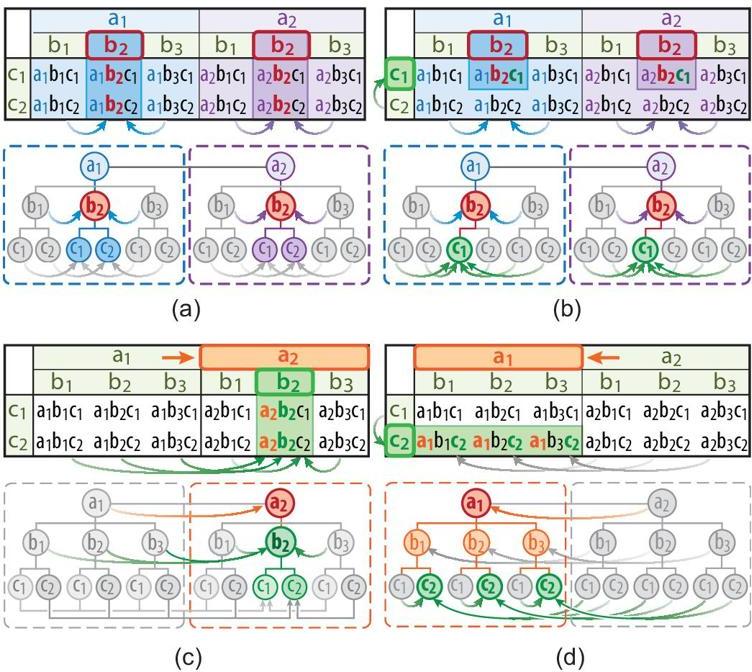 a1 a2
b1 b2 b3 b1 b2 b3
c1 a1b1c1 a1b2c1 a1b3c1 a2b1c1 a2b2c1 a2b3c1
c2 a1b1c2 a1b2c2 a1b3c2 a2b1c2 a2b2c2 a2b3c2
a1 a2
b1 b2 b3 b1 b2 b3
c1 c2 c1 c2 c1 c2 c1 c2 c1 c2 c1 c2
(a)
a1 a2
b1 b2 b3 b1 b2 b3
c1 a1b1c1 a1b2c1 a1b3c1 a2b1c1 a2b2c1 a2b3c1
c2 a1b1c2 a1b2c2 a1b3c2 a2b1c2 a2b2c2 a2b3c2
a1 a2
b1 b2 b3 b1 b2 b3
c1 c2 c1 c2 c1 c2 c1 c2 c1 c2 c1 c2
(b)
a1 a2
b1 b2 b3 b1 b2 b3
c1 a1b1c1 a1b2c1 a1b3c1 a2b1c1 a2b2c1 a2b3c1
c2 a1b1c2 a1b2c2 a1b3c2 a2b1c2 a2b2c2 a2b3c2
a1 a2
b1 b2 b3 b1 b2 b3
c1 c2 c1 c2 c1 c2 c1 c2 c1 c2 c1 c2
(c)
a1 a2
b1 b2 b3 b1 b2 b3
c1 a1b1c1 a1b2c1 a1b3c1 a2b1c1 a2b2c1 a2b3c1
c2 a1b1c2 a1b2c2 a1b3c2 a2b1c2 a2b2c2 a2b3c2
a1 a2
b1 b2 b3 b1 b2 b3
c1 c2 c1 c2 c1 c2 c1 c2 c1 c2 c1 c2
(d)